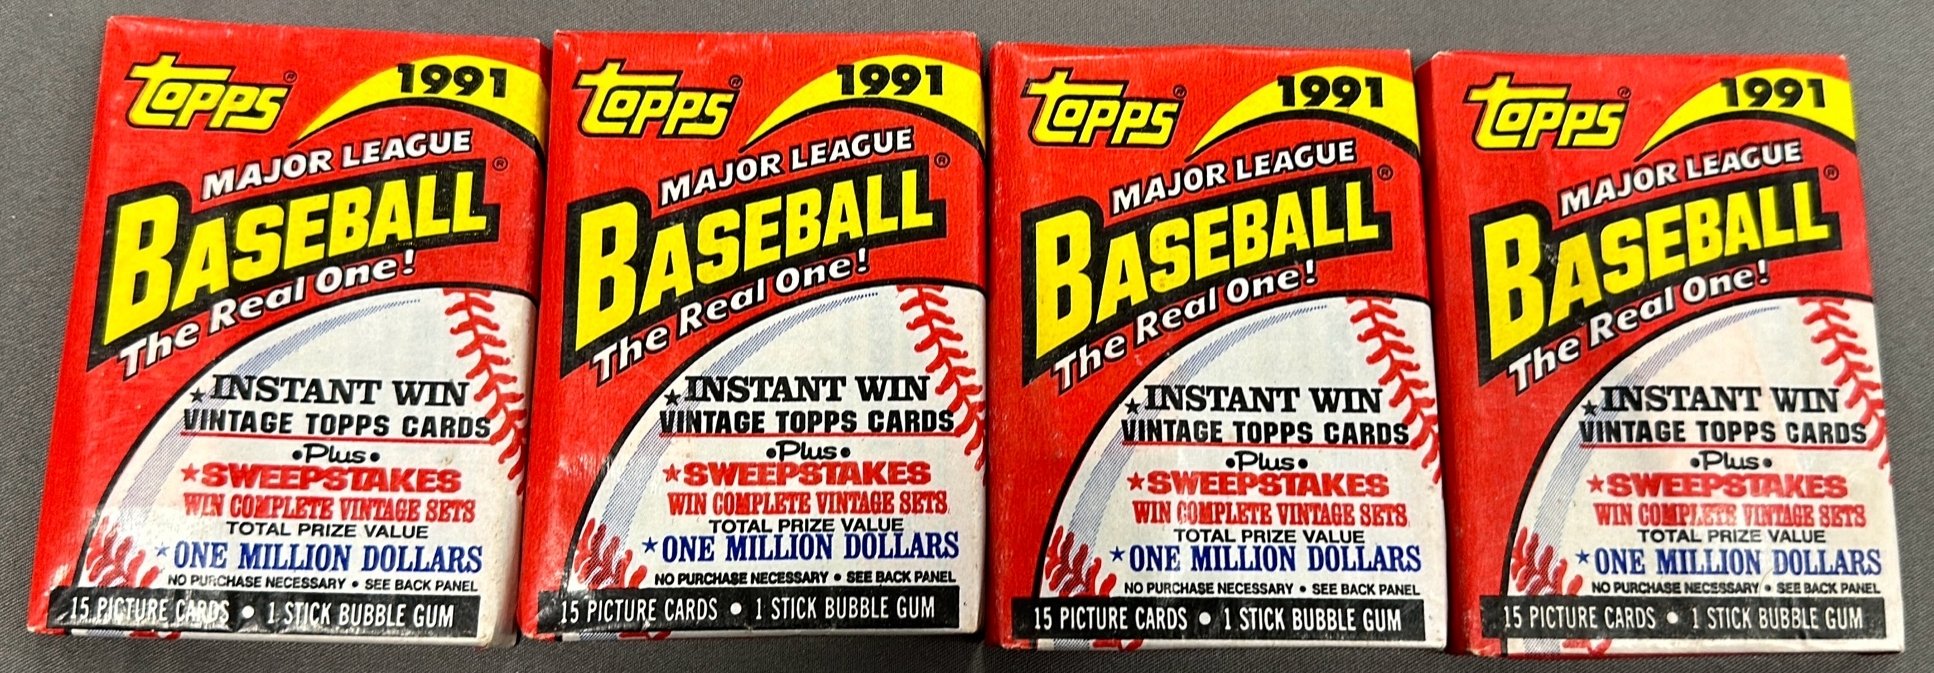 Topps® 1991
MAJOR LEAGUE
BASEBALL®
The Real One!
★INSTANT WIN
VINTAGE TOPPS CARDS
•Plus•
★SWEEPSTAKES
WIN COMPLETE VINTAGE SETS
TOTAL PRIZE VALUE
★ONE MILLION DOLLARS
NO PURCHASE NECESSARY • SEE BACK PANEL
15 PICTURE CARDS • 1 STICK BUBBLE GUM
Topps® 1991
MAJOR LEAGUE
BASEBALL®
The Real One!
★INSTANT WIN
VINTAGE TOPPS CARDS
•Plus•
★SWEEPSTAKES
WIN COMPLETE VINTAGE SETS
TOTAL PRIZE VALUE
★ONE MILLION DOLLARS
NO PURCHASE NECESSARY • SEE BACK PANEL
15 PICTURE CARDS • 1 STICK BUBBLE GUM
Topps® 1991
MAJOR LEAGUE
BASEBALL®
The Real One!
★INSTANT WIN
VINTAGE TOPPS CARDS
•Plus•
★SWEEPSTAKES
WIN COMPLETE VINTAGE SETS
TOTAL PRIZE VALUE
★ONE MILLION DOLLARS
NO PURCHASE NECESSARY • SEE BACK PANEL
15 PICTURE CARDS • 1 STICK BUBBLE GUM
Topps® 1991
MAJOR LEAGUE
BASEBALL®
The Real One!
★INSTANT WIN
VINTAGE TOPPS CARDS
•Plus•
★SWEEPSTAKES
WIN COMPLETE VINTAGE SETS
TOTAL PRIZE VALUE
★ONE MILLION DOLLARS
NO PURCHASE NECESSARY • SEE BACK PANEL
15 PICTURE CARDS • 1 STICK BUBBLE GUM